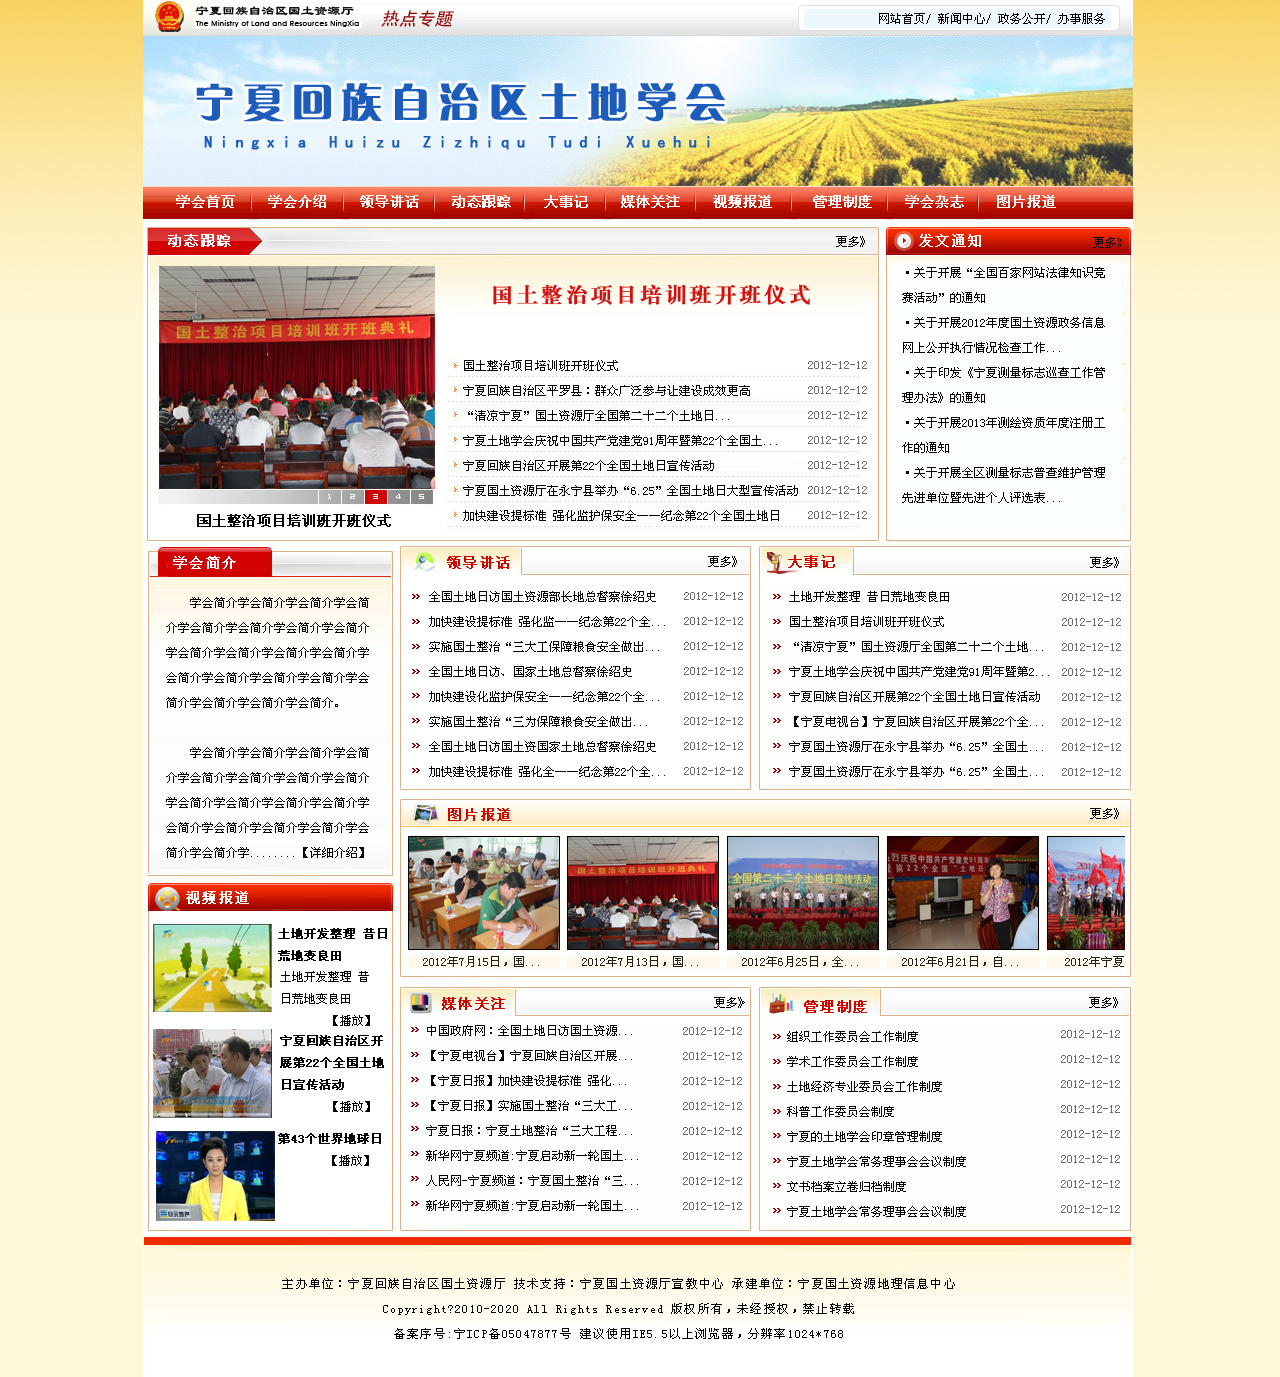 宁夏回族自治区国土资源厅
The Ministry of Land and Resources NingXia
热点专题
网站首页/ 新闻中心/ 政务公开/ 办事服务
宁夏回族自治区土地学会
Ningxia Huizu Zizhiqu Tudi Xuehui
学会首页 学会介绍 领导讲话 动态跟踪 大事记 媒体关注 视频报道 管理制度 学会杂志 图片报道
动态跟踪 更多》
国土整治项目培训班开班典礼
1 2 3 4 5
国土整治项目培训班开班仪式
国土整治项目培训班开班仪式
国土整治项目培训班开班仪式 2012-12-12
宁夏回族自治区平罗县：群众广泛参与让建设成效更高 2012-12-12
“清凉宁夏”国土资源厅全国第二十二个土地日... 2012-12-12
宁夏土地学会庆祝中国共产党建党91周年暨第22个全国土... 2012-12-12
宁夏回族自治区开展第22个全国土地日宣传活动 2012-12-12
宁夏国土资源厅在永宁县举办“6.25”全国土地日大型宣传活动 2012-12-12
加快建设提标准 强化监护保安全一一纪念第22个全国土地日 2012-12-12
发文通知 更多》
·关于开展“全国百家网站法律知识竞
赛活动”的通知
·关于开展2012年度国土资源政务信息
网上公开执行情况检查工作...
·关于印发《宁夏测量标志巡查工作管
理办法》的通知
·关于开展2013年测绘资质年度注册工
作的通知
·关于开展全区测量标志普查维护管理
先进单位暨先进个人评选表...
学会简介
学会简介学会简介学会简介学会简
介学会简介学会简介学会简介学会简介
学会简介学会简介学会简介学会简介学
会简介学会简介学会简介学会简介学会
简介学会简介学会简介学会简介。
学会简介学会简介学会简介学会简
介学会简介学会简介学会简介学会简介
学会简介学会简介学会简介学会简介学
会简介学会简介学会简介学会简介学会
简介学会简介学........【详细介绍】
领导讲话 更多》
全国土地日访国土资源部长地总督察徐绍史 2012-12-12
加快建设提标准 强化监一一纪念第22个全... 2012-12-12
实施国土整治“三大工保障粮食安全做出... 2012-12-12
全国土地日访、国家土地总督察徐绍史 2012-12-12
加快建设化监护保安全一一纪念第22个全... 2012-12-12
实施国土整治“三为保障粮食安全做出... 2012-12-12
全国土地日访国土资国家土地总督察徐绍史 2012-12-12
加快建设提标准 强化全一一纪念第22个全... 2012-12-12
大事记 更多》
土地开发整理 昔日荒地变良田 2012-12-12
国土整治项目培训班开班仪式 2012-12-12
“清凉宁夏”国土资源厅全国第二十二个土地... 2012-12-12
宁夏土地学会庆祝中国共产党建党91周年暨第2... 2012-12-12
宁夏回族自治区开展第22个全国土地日宣传活动 2012-12-12
【宁夏电视台】宁夏回族自治区开展第22个全... 2012-12-12
宁夏国土资源厅在永宁县举办“6.25”全国土... 2012-12-12
宁夏国土资源厅在永宁县举办“6.25”全国土... 2012-12-12
图片报道 更多》
国土整治项目培训班开班典礼
全国第二十二个土地日宣传活动
庆祝中国共产党建党91周年
第22个全国“土地日
2012年7月15日，国...
2012年7月13日，国...
2012年6月25日，全...
2012年6月21日，自...
2012年宁夏
视频报道
土地开发整理 昔日
荒地变良田
土地开发整理 昔
日荒地变良田
【播放】
宁夏回族自治区开
展第22个全国土地
日宣传活动
【播放】
第43个世界地球日
【播放】
媒体关注 更多》
中国政府网：全国土地日访国土资源... 2012-12-12
【宁夏电视台】宁夏回族自治区开展... 2012-12-12
【宁夏日报】加快建设提标准 强化... 2012-12-12
【宁夏日报】实施国土整治“三大工... 2012-12-12
宁夏日报：宁夏土地整治“三大工程... 2012-12-12
新华网宁夏频道:宁夏启动新一轮国土... 2012-12-12
人民网-宁夏频道：宁夏国土整治“三... 2012-12-12
新华网宁夏频道:宁夏启动新一轮国土... 2012-12-12
管理制度 更多》
组织工作委员会工作制度 2012-12-12
学术工作委员会工作制度 2012-12-12
土地经济专业委员会工作制度 2012-12-12
科普工作委员会制度 2012-12-12
宁夏的土地学会印章管理制度 2012-12-12
宁夏土地学会常务理事会会议制度 2012-12-12
文书档案立卷归档制度 2012-12-12
宁夏土地学会常务理事会会议制度 2012-12-12
主办单位：宁夏回族自治区国土资源厅 技术支持：宁夏国土资源厅宣教中心 承建单位：宁夏国土资源地理信息中心
Copyright?2010-2020 All Rights Reserved 版权所有，未经授权，禁止转载
备案序号:宁ICP备05047877号 建议使用IE5.5以上浏览器，分辨率1024*768